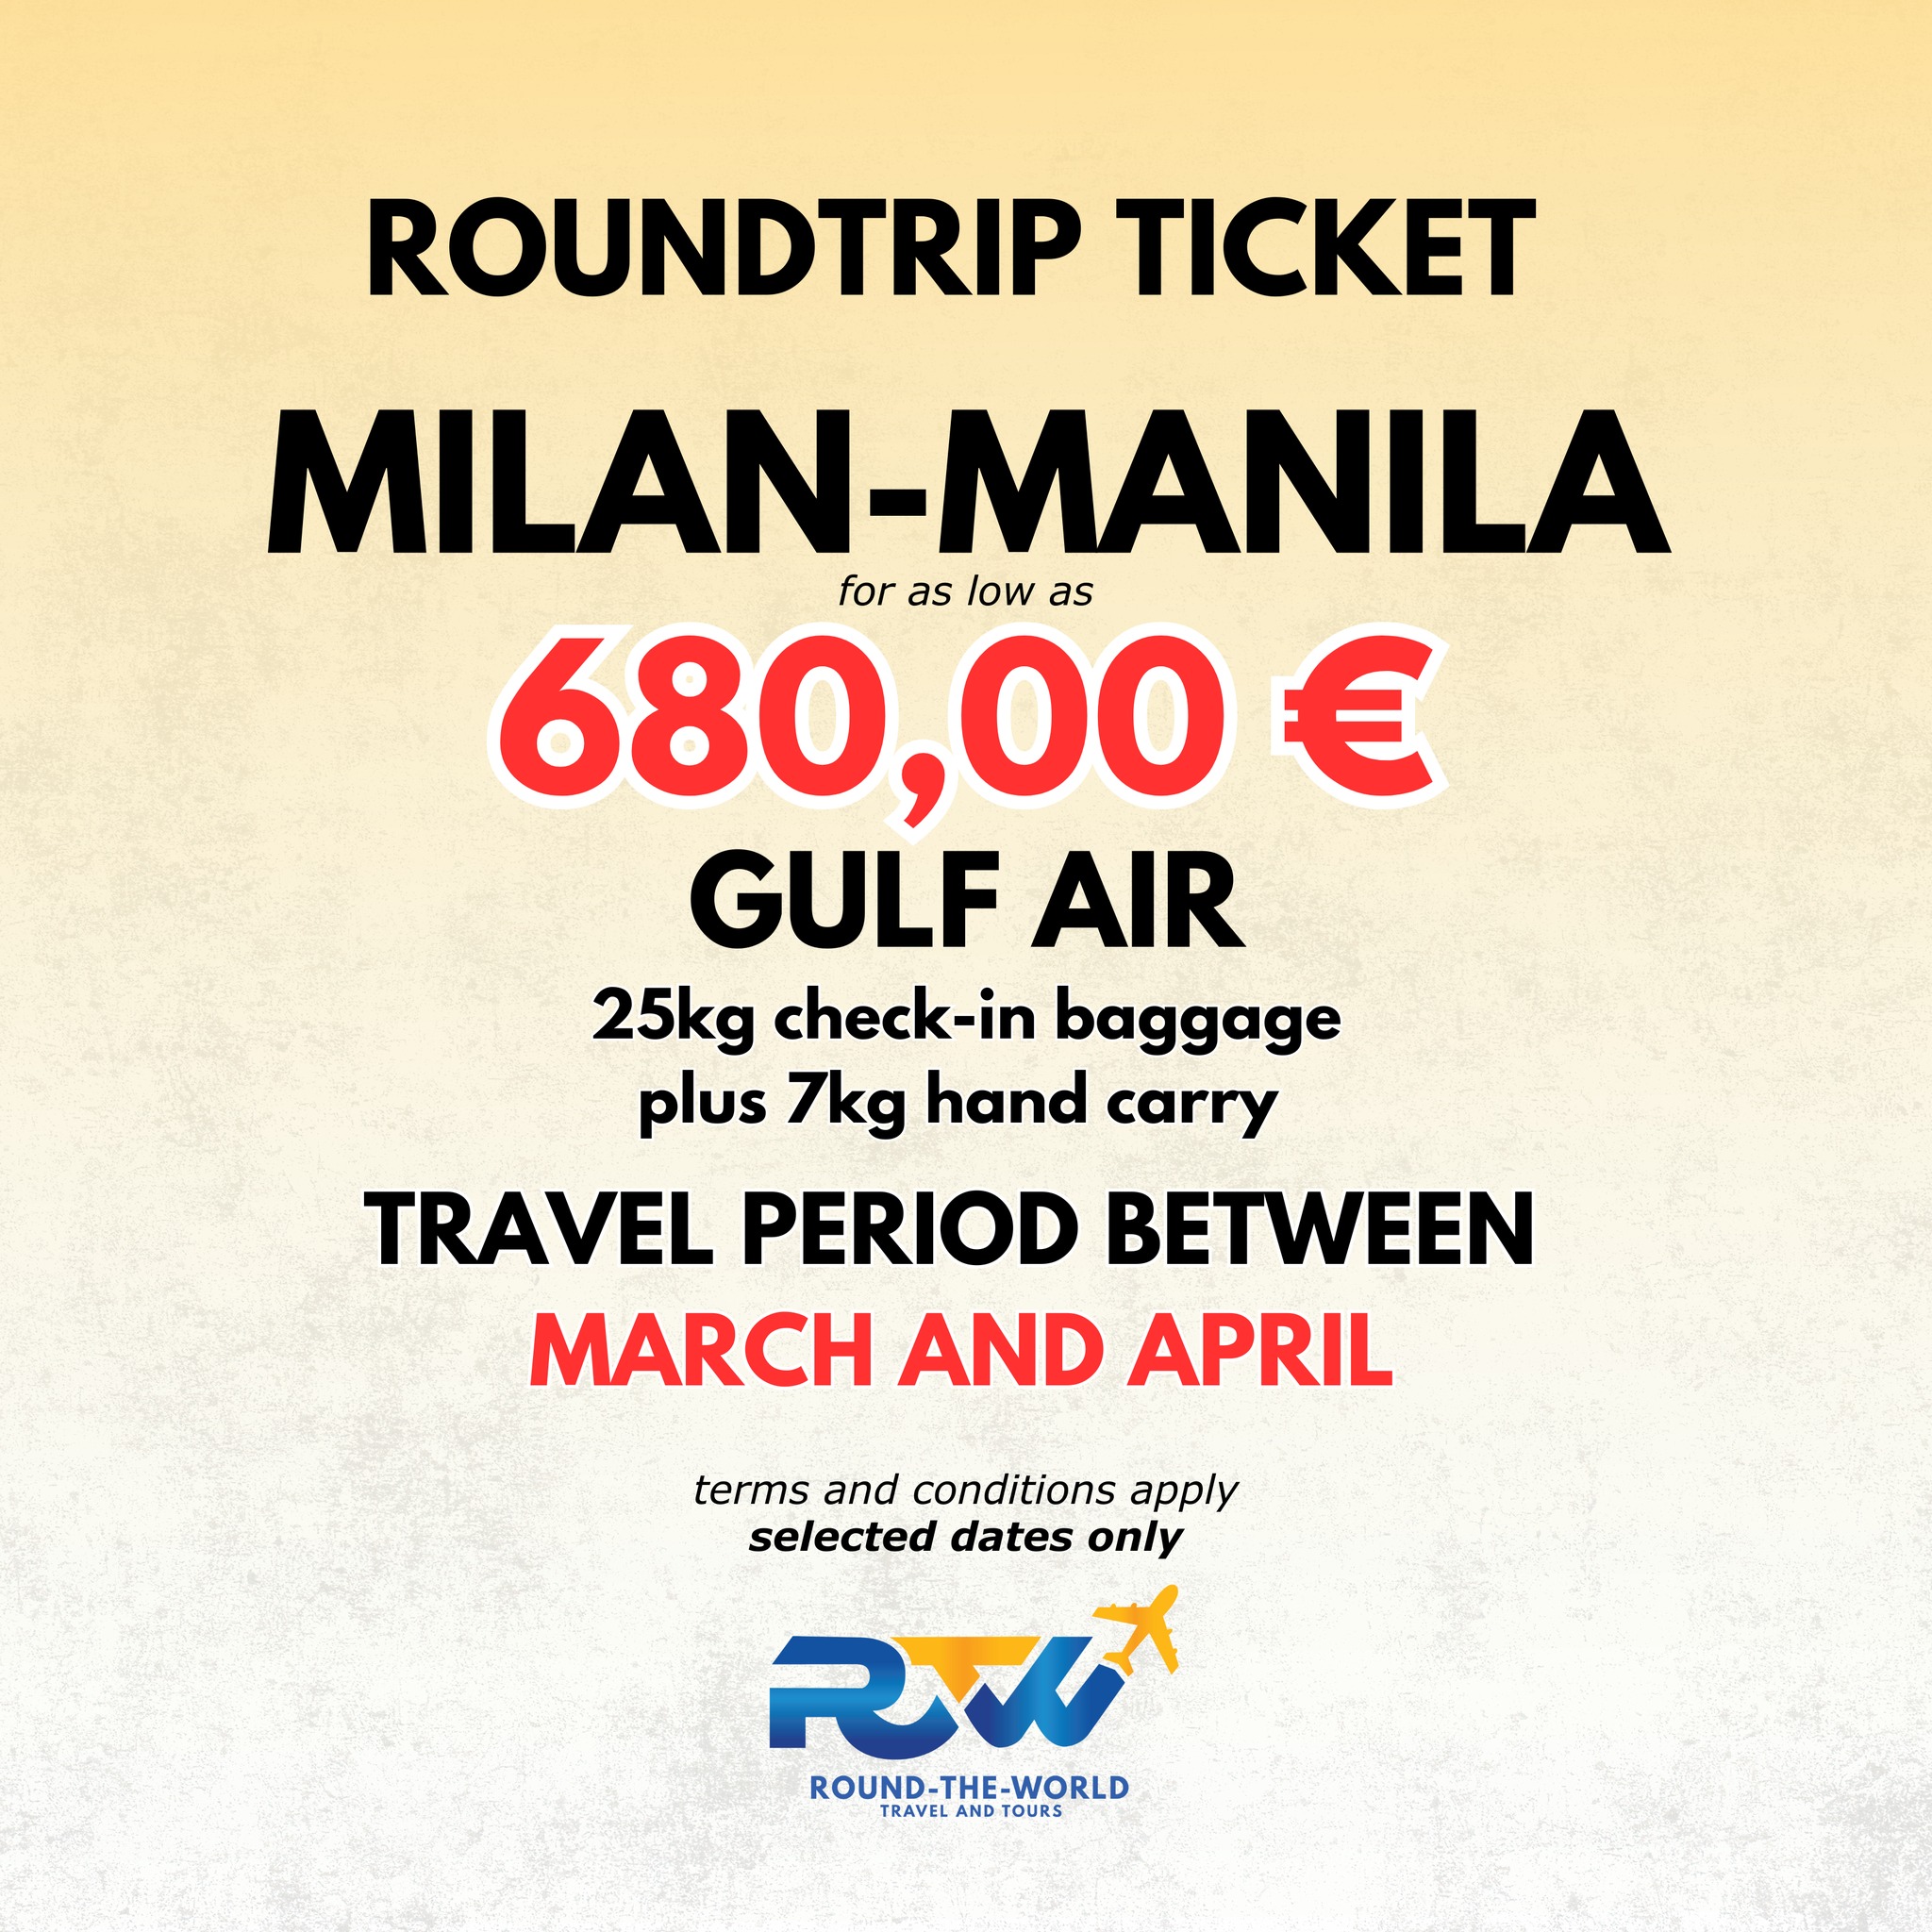 ROUNDTRIP TICKET
MILAN-MANILA
for as low as
680,00 €
GULF AIR
25kg check-in baggage
plus 7kg hand carry
TRAVEL PERIOD BETWEEN
MARCH AND APRIL
terms and conditions apply
selected dates only
RTW
ROUND-THE-WORLD
TRAVEL AND TOURS